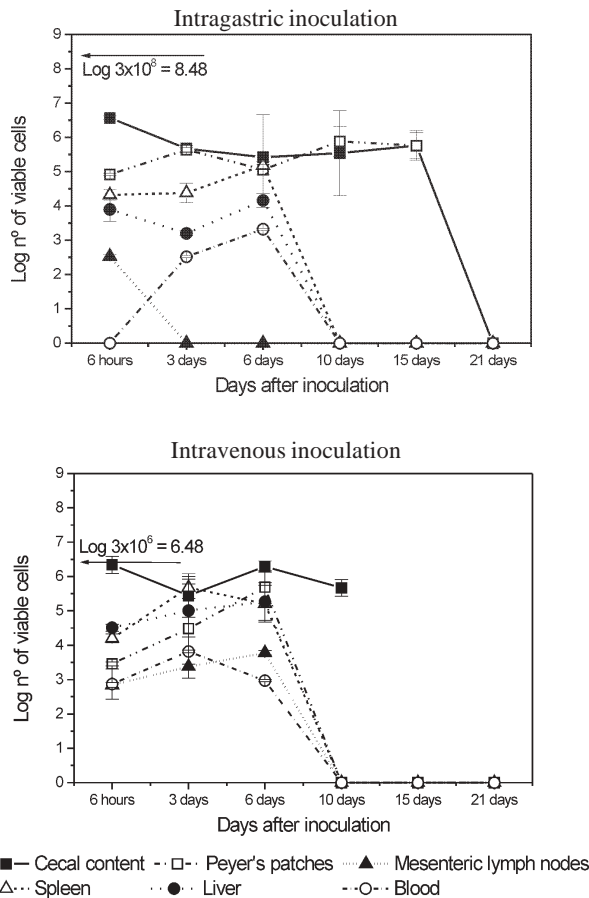 Intragastric inoculation
Log 3x10⁸ = 8.48
Log nº of viable cells
9
8
7
6
5
4
3
2
1
0
6 hours 3 days 6 days 10 days 15 days 21 days
Days after inoculation
Intravenous inoculation
Log 3x10⁶ = 6.48
Log nº of viable cells
9
8
7
6
5
4
3
2
1
0
6 hours 3 days 6 days 10 days 15 days 21 days
Days after inoculation
Cecal content Peyer's patches Mesenteric lymph nodes
Spleen Liver Blood